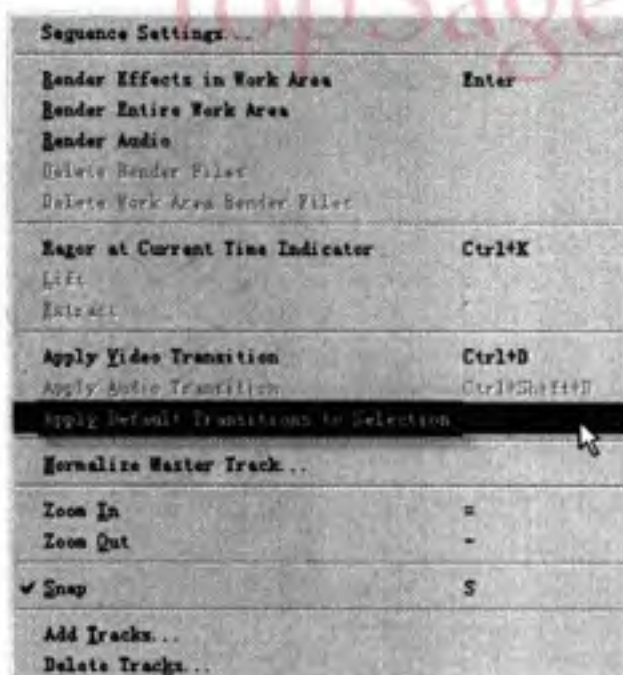 TopSage
Sequence Settings...
Render Effects in Work Area Enter
Render Entire Work Area
Render Audio
Delete Render Files
Delete Work Area Render Files
Razor at Current Time Indicator Ctrl+K
Lift
Extract
Apply Video Transition Ctrl+D
Apply Audio Transition Ctrl+Shift+D
Apply Default Transitions to Selection
Normalize Master Track...
Zoom In =
Zoom Out -
✓ Snap S
Add Tracks...
Delete Tracks...